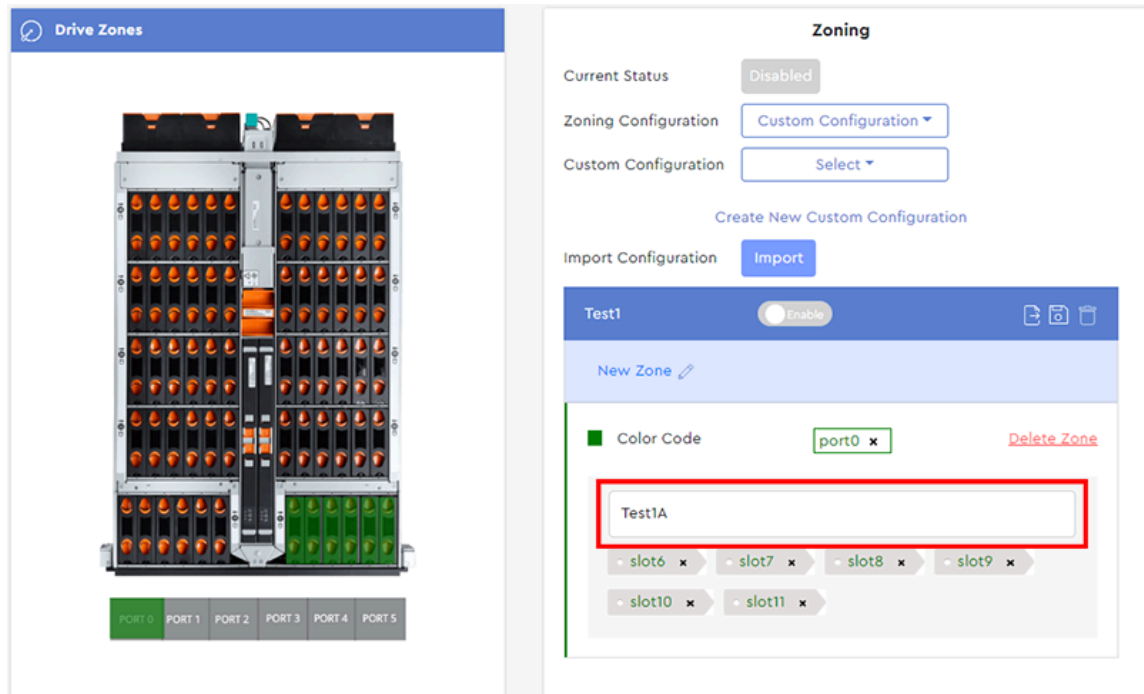 Drive Zones
PORT 0 PORT 1 PORT 2 PORT 3 PORT 4 PORT 5
Zoning
Current Status Disabled
Zoning Configuration Custom Configuration
Custom Configuration Select
Create New Custom Configuration
Import Configuration Import
Test1 Enable
New Zone
Color Code port0 × Delete Zone
Test1A
slot6 × slot7 × slot8 × slot9 ×
slot10 × slot11 ×